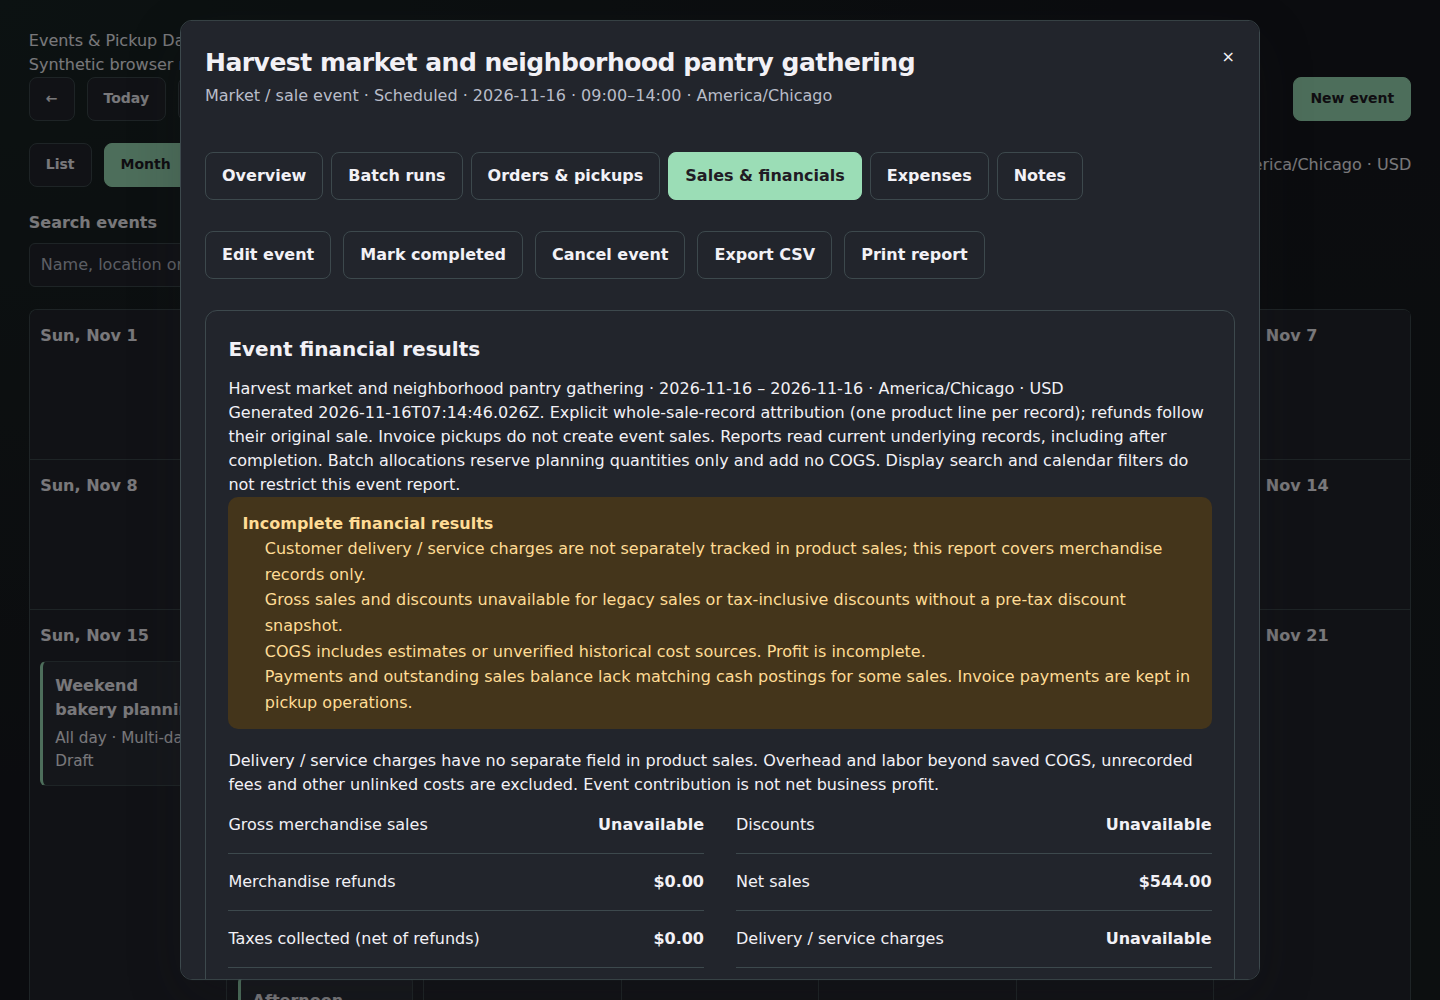 Events & Pickup Da
Synthetic browser
←
Today
New event
List
Month
erica/Chicago · USD
Search events
Name, location or
Sun, Nov 1
Nov 7
Sun, Nov 8
Nov 14
Sun, Nov 15
Nov 21
Weekend
bakery planni
All day · Multi-da
Draft
Afternoon
Harvest market and neighborhood pantry gathering
×
Market / sale event · Scheduled · 2026-11-16 · 09:00–14:00 · America/Chicago
Overview
Batch runs
Orders & pickups
Sales & financials
Expenses
Notes
Edit event
Mark completed
Cancel event
Export CSV
Print report
Event financial results
Harvest market and neighborhood pantry gathering · 2026-11-16 – 2026-11-16 · America/Chicago · USD
Generated 2026-11-16T07:14:46.026Z. Explicit whole-sale-record attribution (one product line per record); refunds follow
their original sale. Invoice pickups do not create event sales. Reports read current underlying records, including after
completion. Batch allocations reserve planning quantities only and add no COGS. Display search and calendar filters do
not restrict this event report.
Incomplete financial results
Customer delivery / service charges are not separately tracked in product sales; this report covers merchandise
records only.
Gross sales and discounts unavailable for legacy sales or tax-inclusive discounts without a pre-tax discount
snapshot.
COGS includes estimates or unverified historical cost sources. Profit is incomplete.
Payments and outstanding sales balance lack matching cash postings for some sales. Invoice payments are kept in
pickup operations.
Delivery / service charges have no separate field in product sales. Overhead and labor beyond saved COGS, unrecorded
fees and other unlinked costs are excluded. Event contribution is not net business profit.
Gross merchandise sales Unavailable
Discounts Unavailable
Merchandise refunds $0.00
Net sales $544.00
Taxes collected (net of refunds) $0.00
Delivery / service charges Unavailable